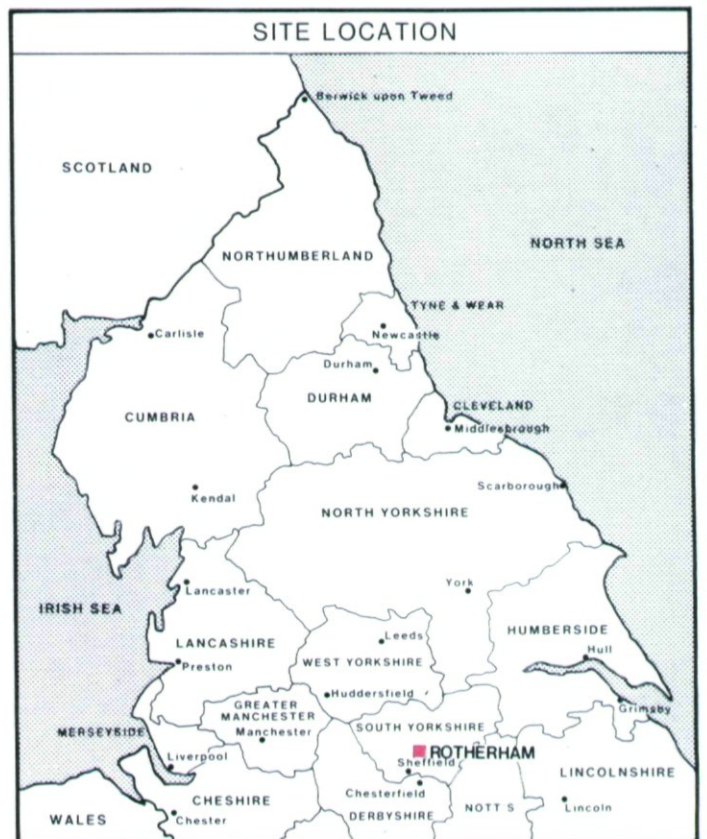 SITE LOCATION
Berwick upon Tweed
SCOTLAND
NORTH SEA
NORTHUMBERLAND
TYNE & WEAR
Carlisle
Newcastle
Durham
DURHAM
CLEVELAND
CUMBRIA
Middlesbrough
Kendal
Scarborough
NORTH YORKSHIRE
York
Lancaster
IRISH SEA
HUMBERSIDE
Leeds
LANCASHIRE
Hull
WEST YORKSHIRE
Preston
Huddersfield
GREATER
MANCHESTER
Grimsby
SOUTH YORKSHIRE
MERSEYSIDE
Manchester
ROTHERHAM
Liverpool
Sheffield
LINCOLNSHIRE
Chesterfield
CHESHIRE
NOTT S
Lincoln
DERBYSHIRE
WALES
Chester